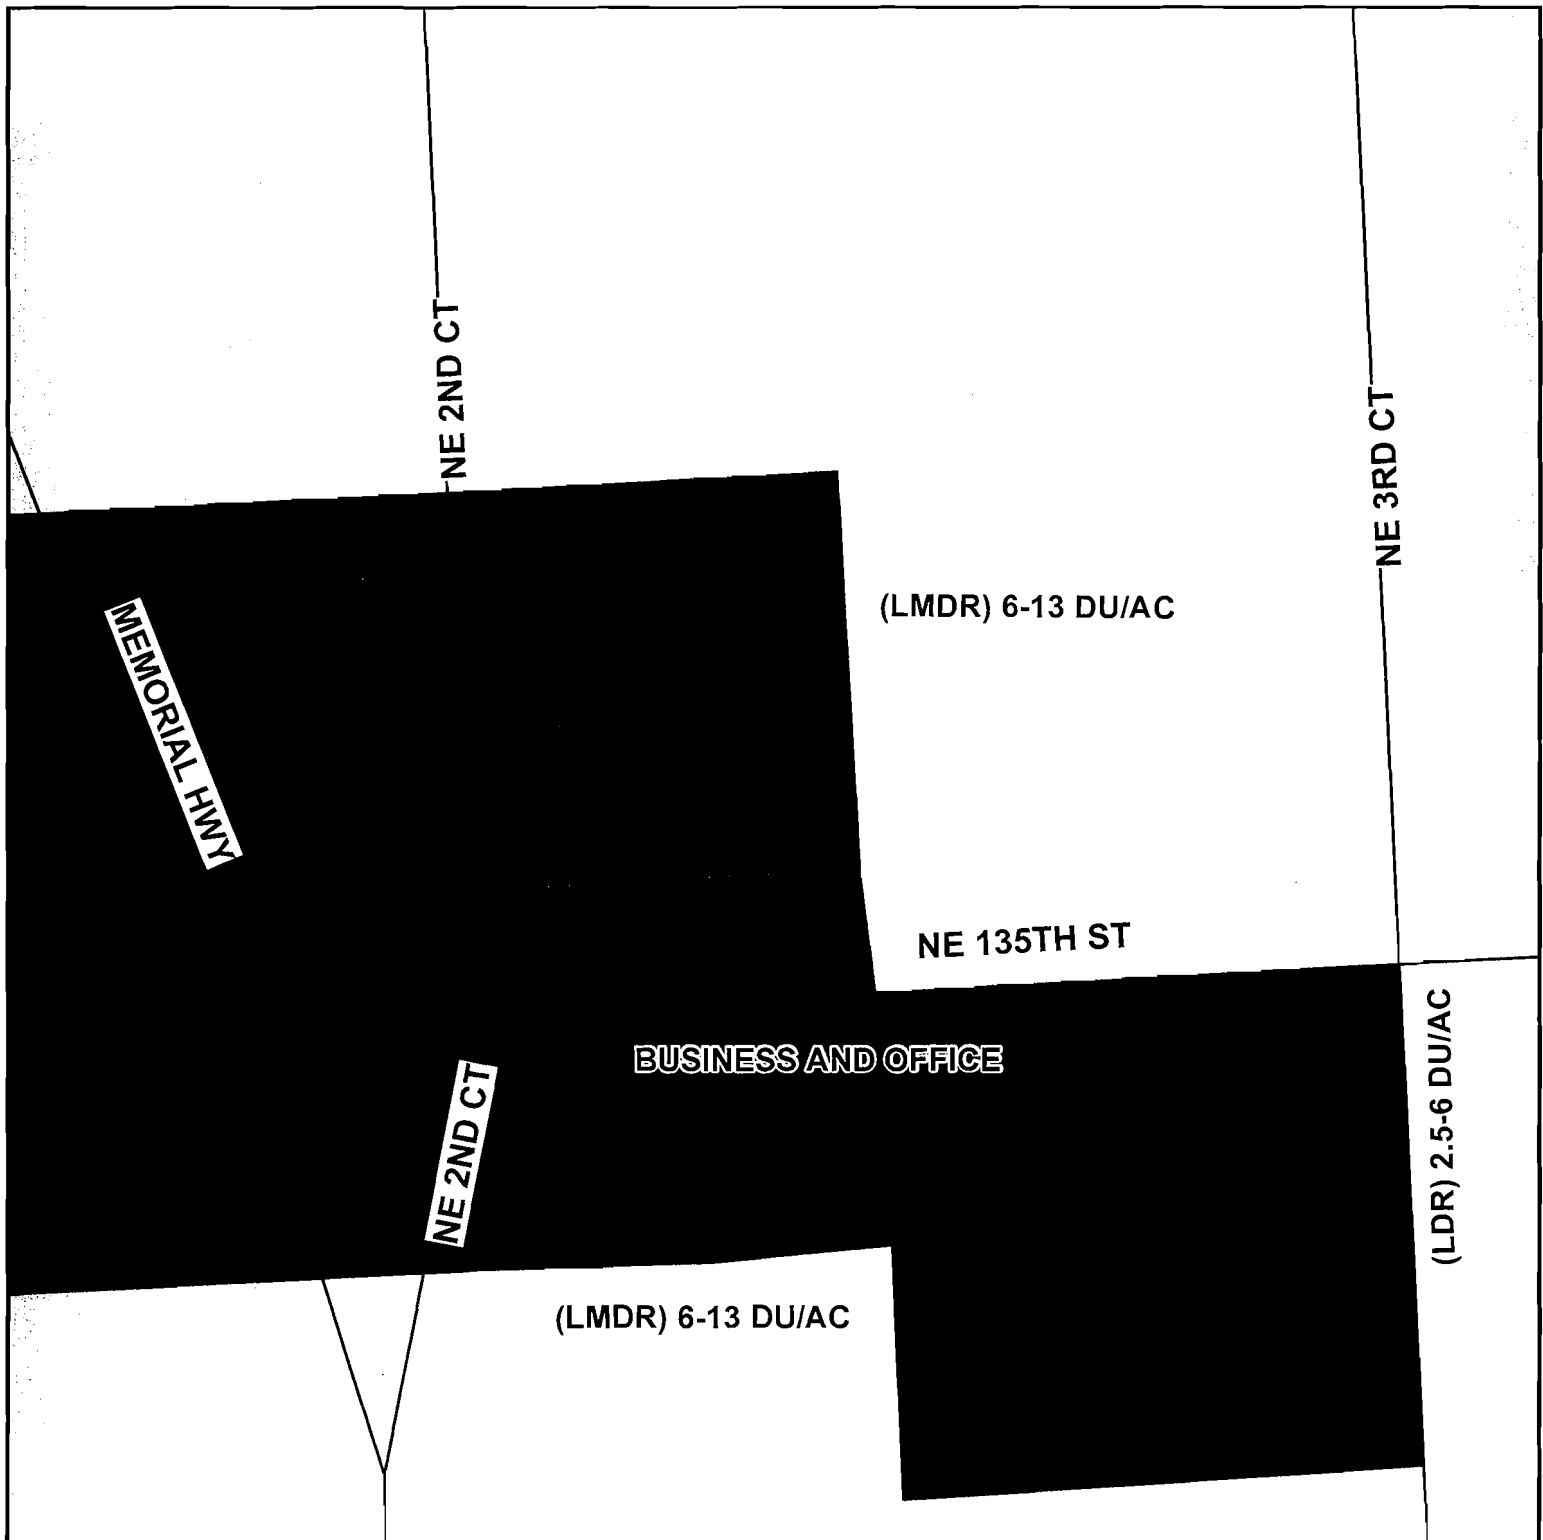 NE 2ND CT
NE 3RD CT
(LMDR) 6-13 DU/AC
MEMORIAL HWY
NE 135TH ST
BUSINESS AND OFFICE
NE 2ND CT
(LDR) 2.5-6 DU/AC
(LMDR) 6-13 DU/AC